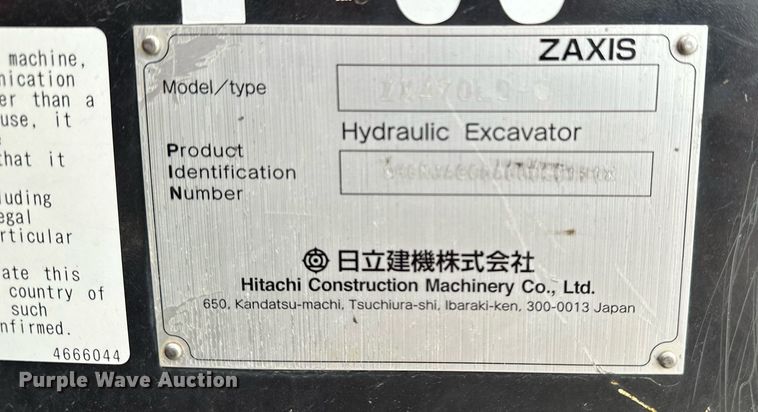 machine,
nication
er than a
use, it
that it
luding
egal
rticular
ate this
country of
such
nfirmed.
4666044
ZAXIS
Model/type
Hydraulic Excavator
Product
Identification
Number
日立建機株式会社
Hitachi Construction Machinery Co., Ltd.
650, Kandatsu-machi, Tsuchiura-shi, Ibaraki-ken, 300-0013 Japan
Purple Wave Auction